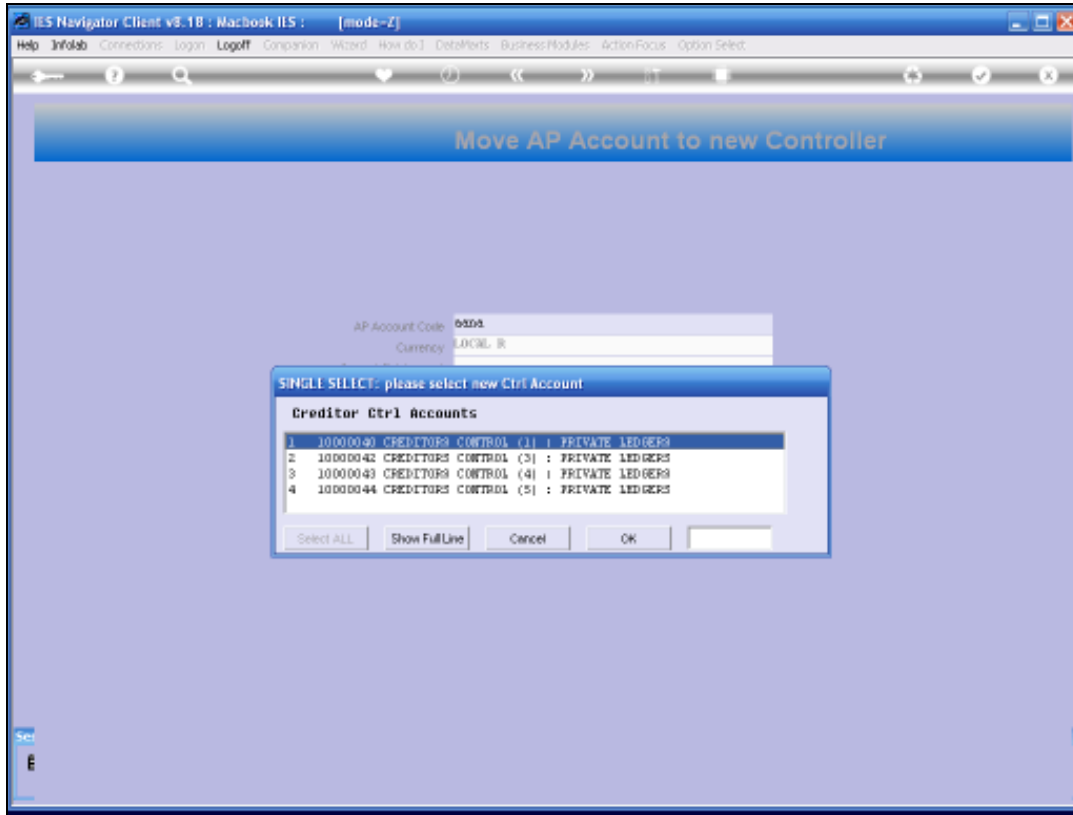 IES Navigator Client v8.18 : Macbook IES : [mode-Z]
Help Infolab Connections Logon Logoff Companion Wizard How do I DataMarts Business Modules Action Focus Option Select
Move AP Account to new Controller
AP Account Code
Currency LOCAL R
SINGLE SELECT: please select new Ctrl Account
Creditor Ctrl Accounts
1 10000040 CREDITORS CONTROL (1) : PRIVATE LEDGERS
2 10000042 CREDITORS CONTROL (3) : PRIVATE LEDGERS
3 10000043 CREDITORS CONTROL (4) : PRIVATE LEDGERS
4 10000044 CREDITORS CONTROL (5) : PRIVATE LEDGERS
Select ALL Show Full Line Cancel OK